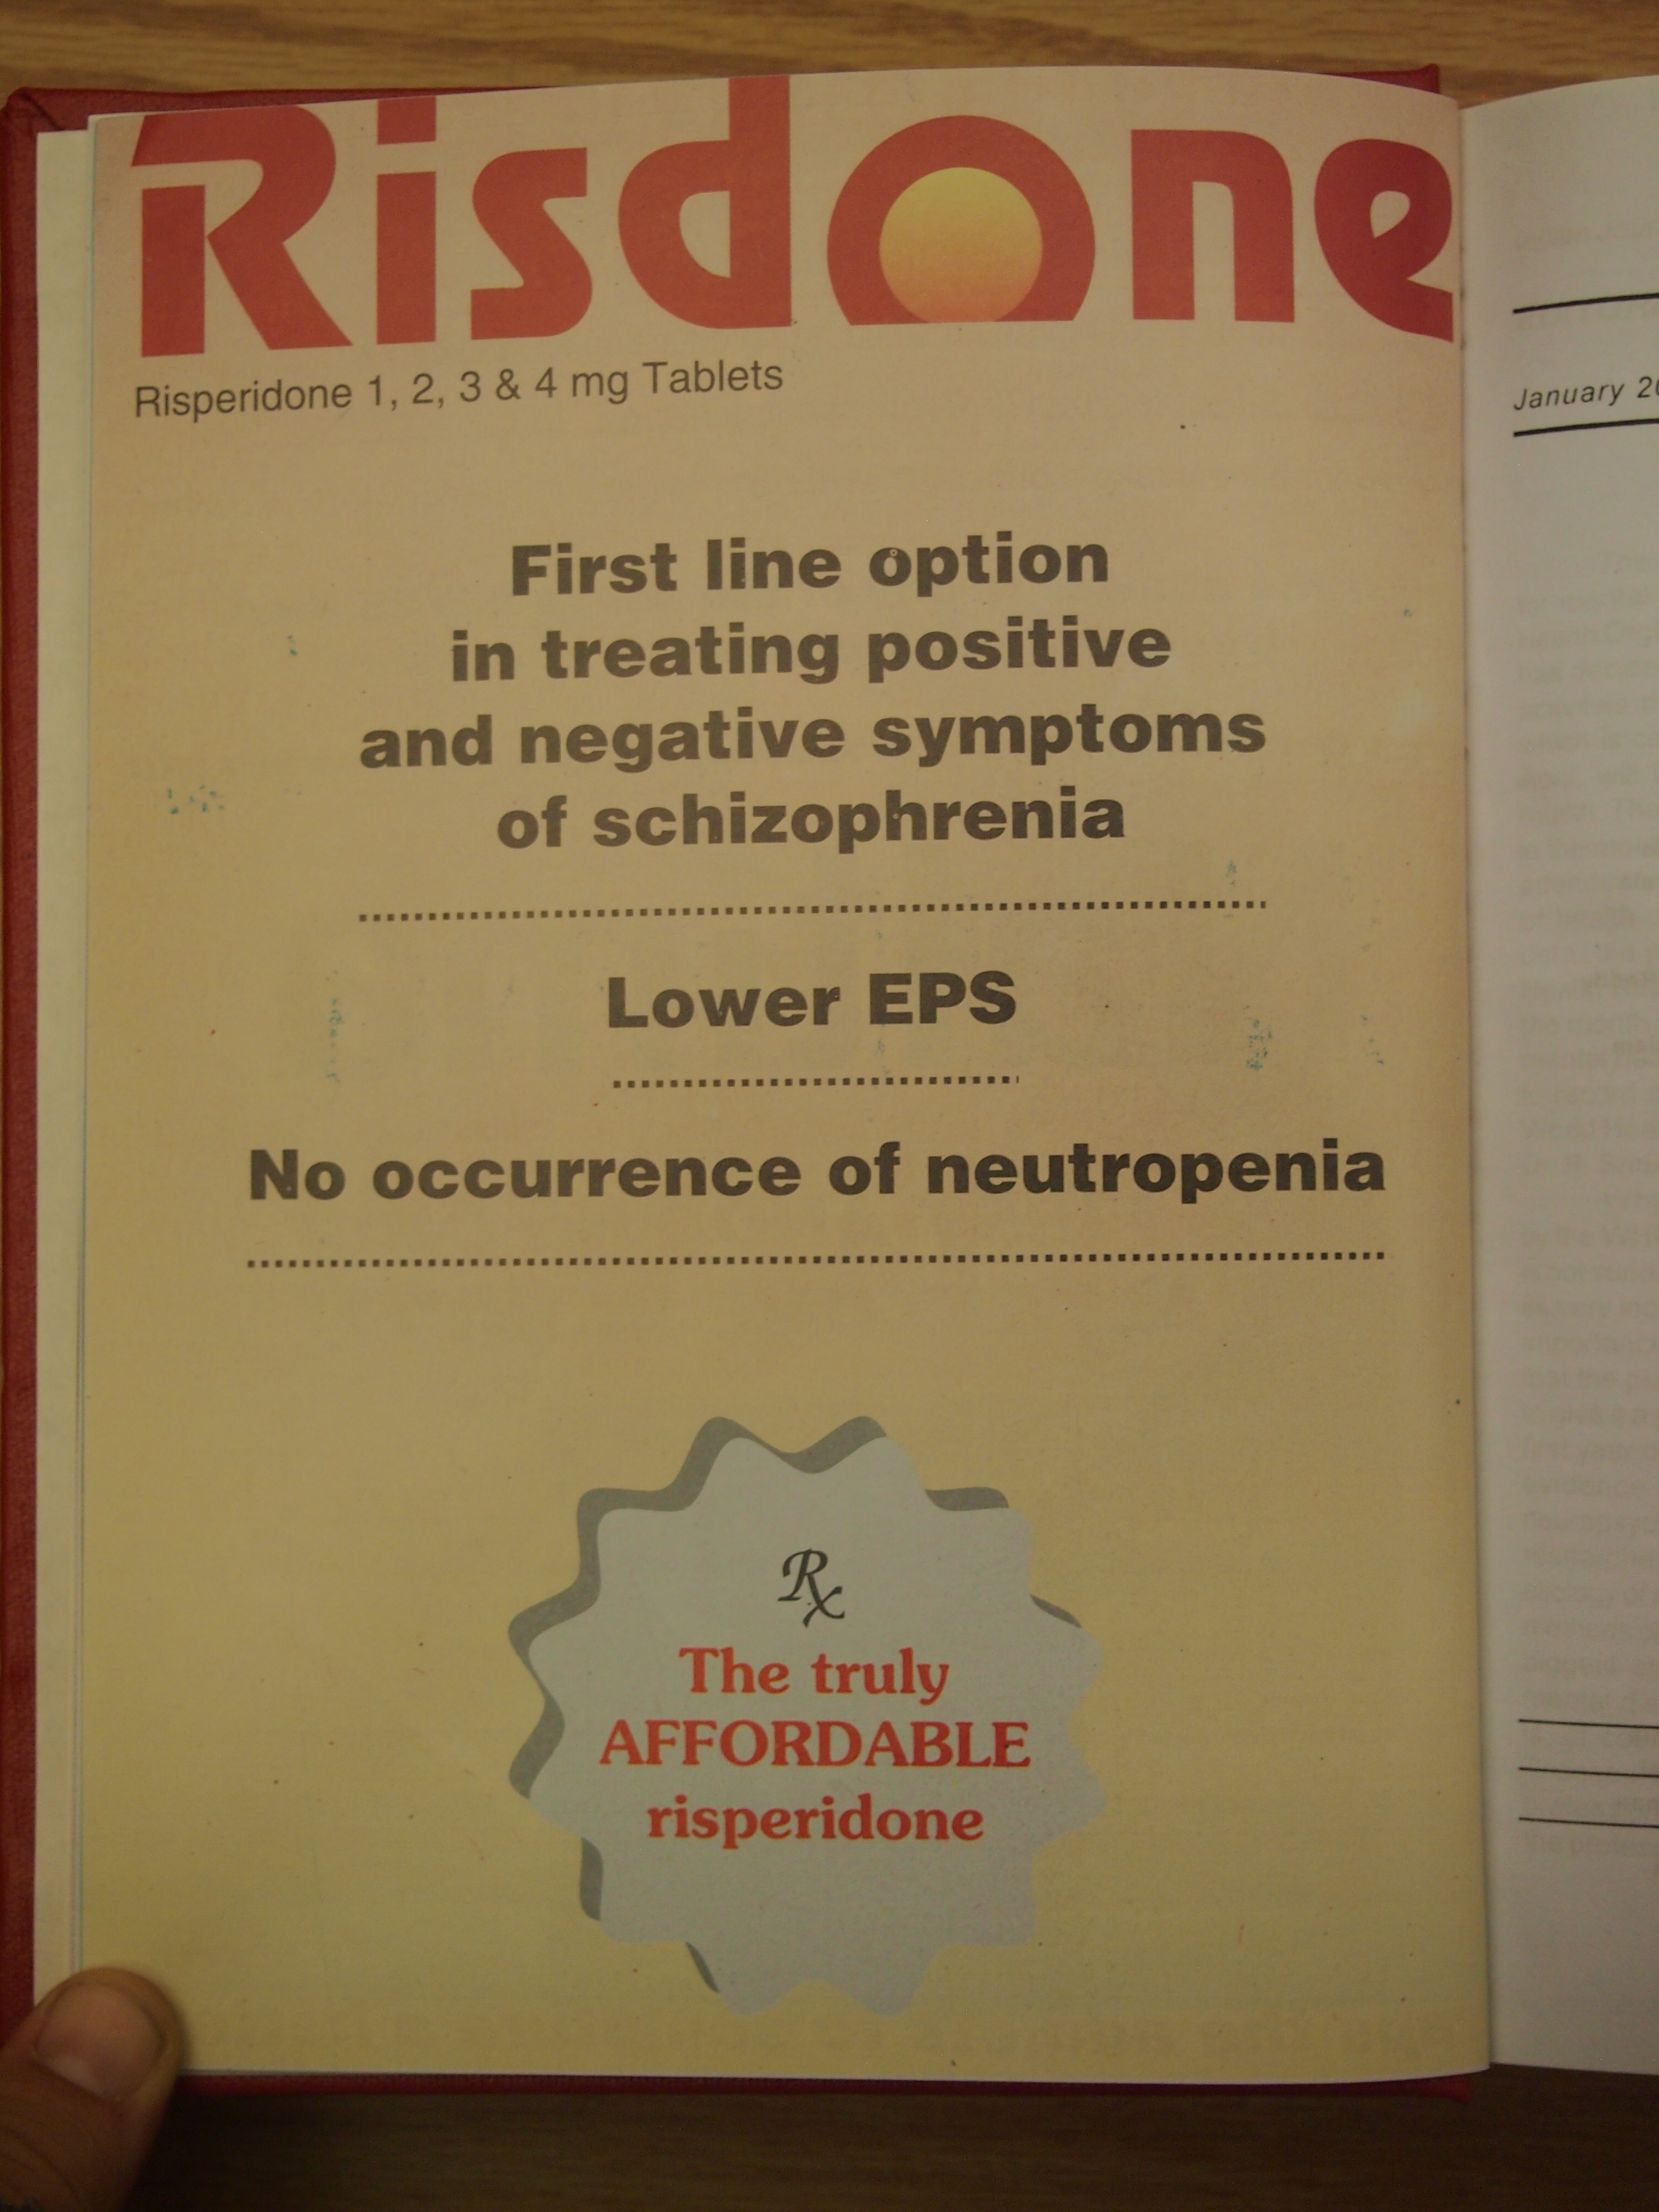 Risdone
Risperidone 1, 2, 3 & 4 mg Tablets
First line option
in treating positive
and negative symptoms
of schizophrenia
Lower EPS
No occurrence of neutropenia
Rx
The truly
AFFORDABLE
risperidone
January 20